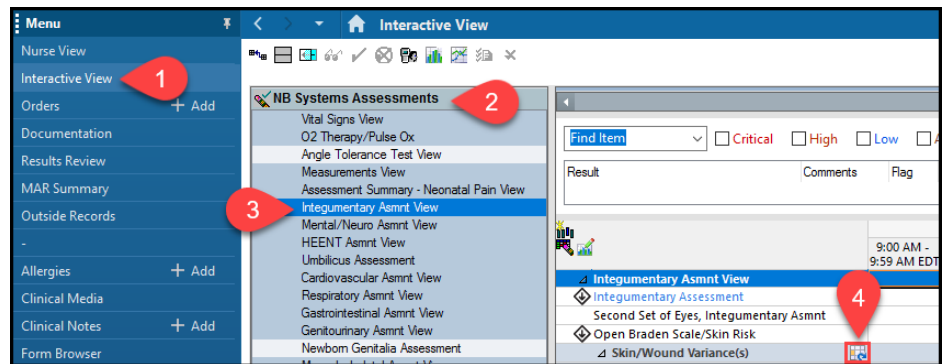 Menu
Nurse View
Interactive View
1
Orders
+ Add
Documentation
Results Review
MAR Summary
Outside Records
-
Allergies
+ Add
Clinical Media
Clinical Notes
+ Add
Form Browser
Interactive View
NB Systems Assessments
2
Vital Signs View
O2 Therapy/Pulse Ox
Angle Tolerance Test View
Measurements View
Assessment Summary - Neonatal Pain View
3
Integumentary Asmnt View
Mental/Neuro Asmnt View
HEENT Asmnt View
Umbilicus Assessment
Cardiovascular Asmnt View
Respiratory Asmnt View
Gastrointestinal Asmnt View
Genitourinary Asmnt View
Newborn Genitalia Assessment
Find Item
Critical
High
Low
Result
Comments
Flag
9:00 AM -
9:59 AM EDT
Integumentary Asmnt View
Integumentary Assessment
4
Second Set of Eyes, Integumentary Asmnt
Open Braden Scale/Skin Risk
Skin/Wound Variance(s)